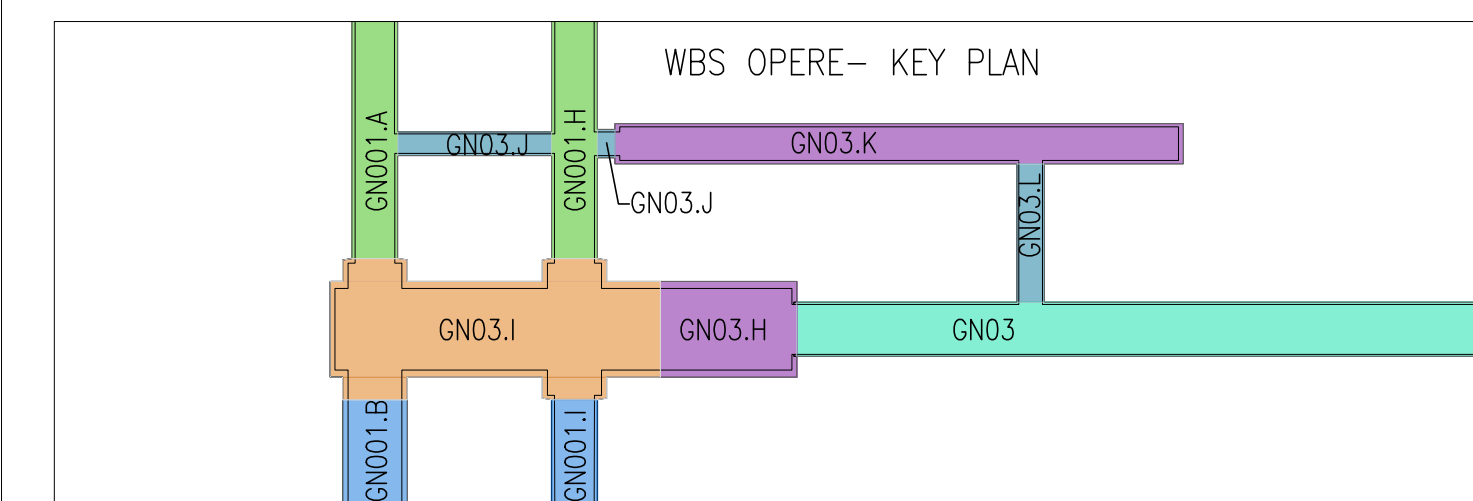 WBS OPERE- KEY PLAN
GN001.A
GN001.H
GN03.J
GN03.K
GN03.J
GN03.L
GN03.I
GN03.H
GN03
GN001.B
GN001.I